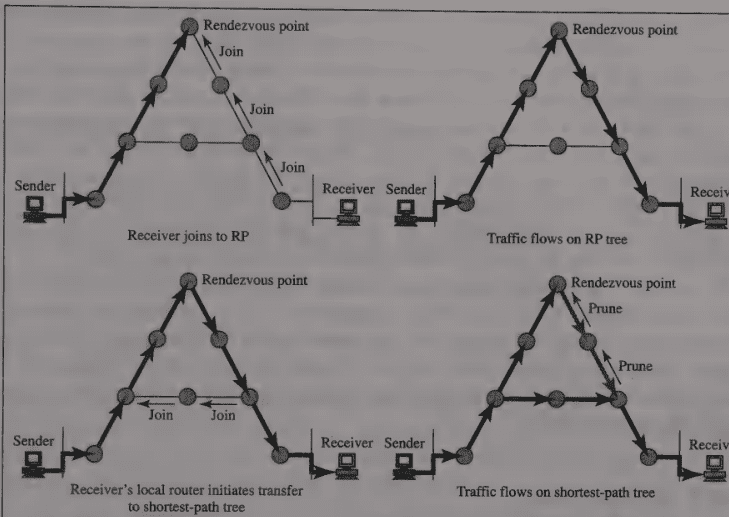 Rendezvous point
Join
Join
Join
Sender
Receiver
Receiver joins to RP
Rendezvous point
Sender
Receiv
Traffic flows on RP tree
Rendezvous point
Join
Join
Sender
Receiver
Receiver's local router initiates transfer
to shortest-path tree
Rendezvous point
Prune
Prune
Sender
Receiv
Traffic flows on shortest-path tree